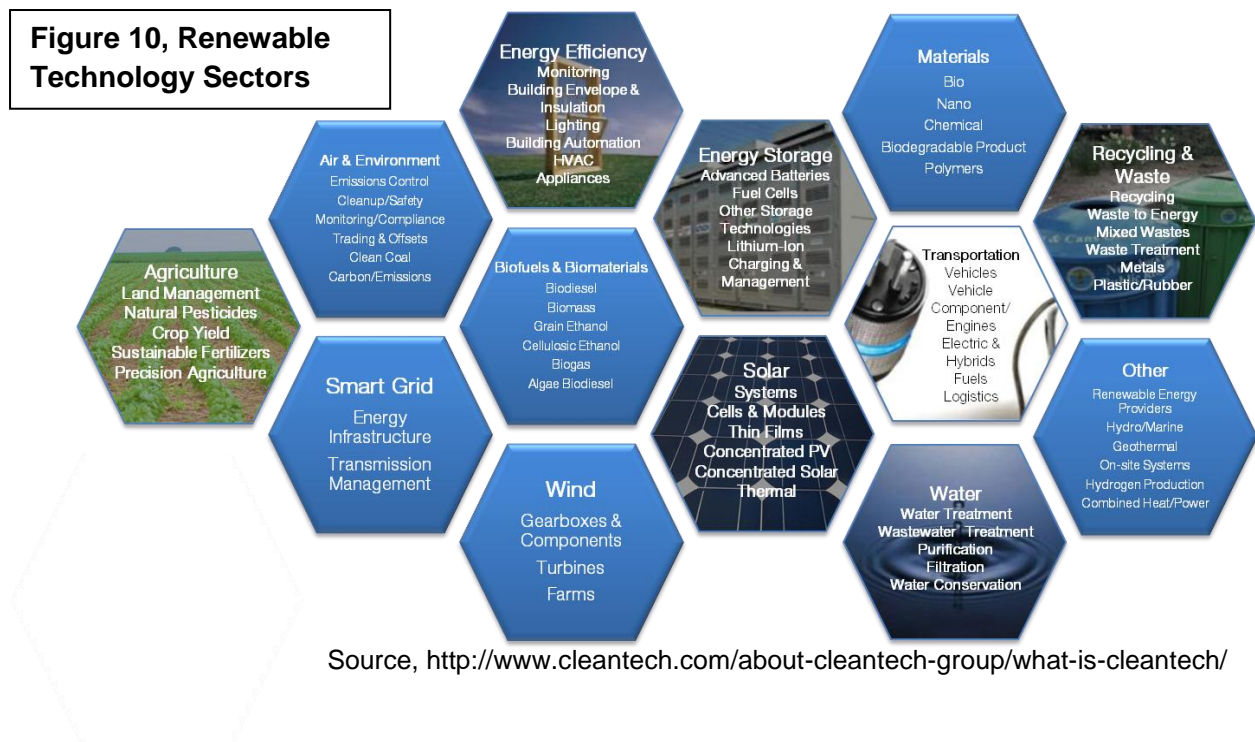 Figure 10, Renewable
Technology Sectors
Energy Efficiency
Monitoring
Building Envelope &
Insulation
Lighting
Building Automation
HVAC
Appliances
Materials
Bio
Nano
Chemical
Biodegradable Product
Polymers
Air & Environment
Emissions Control
Cleanup/Safety
Monitoring/Compliance
Trading & Offsets
Clean Coal
Carbon/Emissions
Energy Storage
Advanced Batteries
Fuel Cells
Other Storage
Technologies
Lithium-Ion
Charging &
Management
Recycling &
Waste
Recycling
Waste to Energy
Mixed Wastes
Waste Treatment
Metals
Plastic/Rubber
Agriculture
Land Management
Natural Pesticides
Crop Yield
Sustainable Fertilizers
Precision Agriculture
Biofuels & Biomaterials
Biodiesel
Biomass
Grain Ethanol
Cellulosic Ethanol
Biogas
Algae Biodiesel
Transportation
Vehicles
Vehicle
Component/
Engines
Electric &
Hybrids
Fuels
Logistics
Smart Grid
Energy
Infrastructure
Transmission
Management
Solar
Systems
Cells & Modules
Thin Films
Concentrated PV
Concentrated Solar
Thermal
Other
Renewable Energy
Providers
Hydro/Marine
Geothermal
On-site Systems
Hydrogen Production
Combined Heat/Power
Wind
Gearboxes &
Components
Turbines
Farms
Water
Water Treatment
Wastewater Treatment
Purification
Filtration
Water Conservation
Source, http://www.cleantech.com/about-cleantech-group/what-is-cleantech/